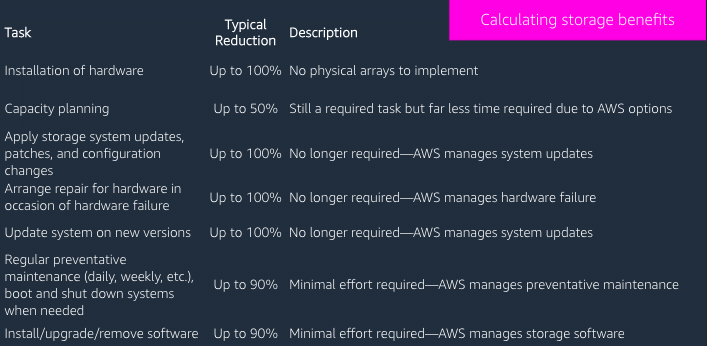 Calculating storage benefits
Task
Typical
Reduction
Description
Installation of hardware
Up to 100%
No physical arrays to implement
Capacity planning
Up to 50%
Still a required task but far less time required due to AWS options
Apply storage system updates,
patches, and configuration
changes
Up to 100%
No longer required—AWS manages system updates
Arrange repair for hardware in
occasion of hardware failure
Up to 100%
No longer required—AWS manages hardware failure
Update system on new versions
Up to 100%
No longer required—AWS manages system updates
Regular preventative
maintenance (daily, weekly, etc.),
boot and shut down systems
when needed
Up to 90%
Minimal effort required—AWS manages preventative maintenance
Install/upgrade/remove software
Up to 90%
Minimal effort required—AWS manages storage software